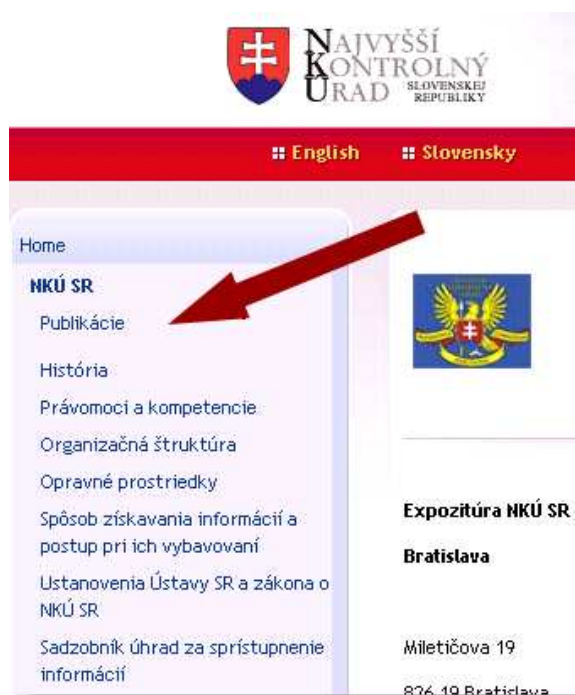 NAJVYŠŠÍ
KONTROLNÝ
ÚRAD SLOVENSKEJ
REPUBLIKY
English Slovensky
Home
NKÚ SR
Publikácie
História
Právomoci a kompetencie
Organizačná štruktúra
Opravné prostriedky
Spôsob získavania informácií a
postup pri ich vybavovaní
Ustanovenia Ústavy SR a zákona o
NKÚ SR
Sadzobník úhrad za sprístupnenie
informácií
Expozitúra NKÚ SR
Bratislava
Miletičova 19
826 19 Bratislava